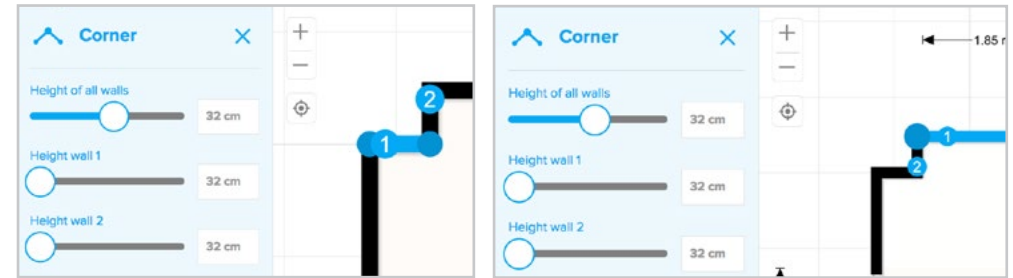 Corner
Height of all walls
32 cm
Height wall 1
32 cm
Height wall 2
32 cm
2
1
Corner
Height of all walls
32 cm
Height wall 1
32 cm
Height wall 2
32 cm
1.85
1
2